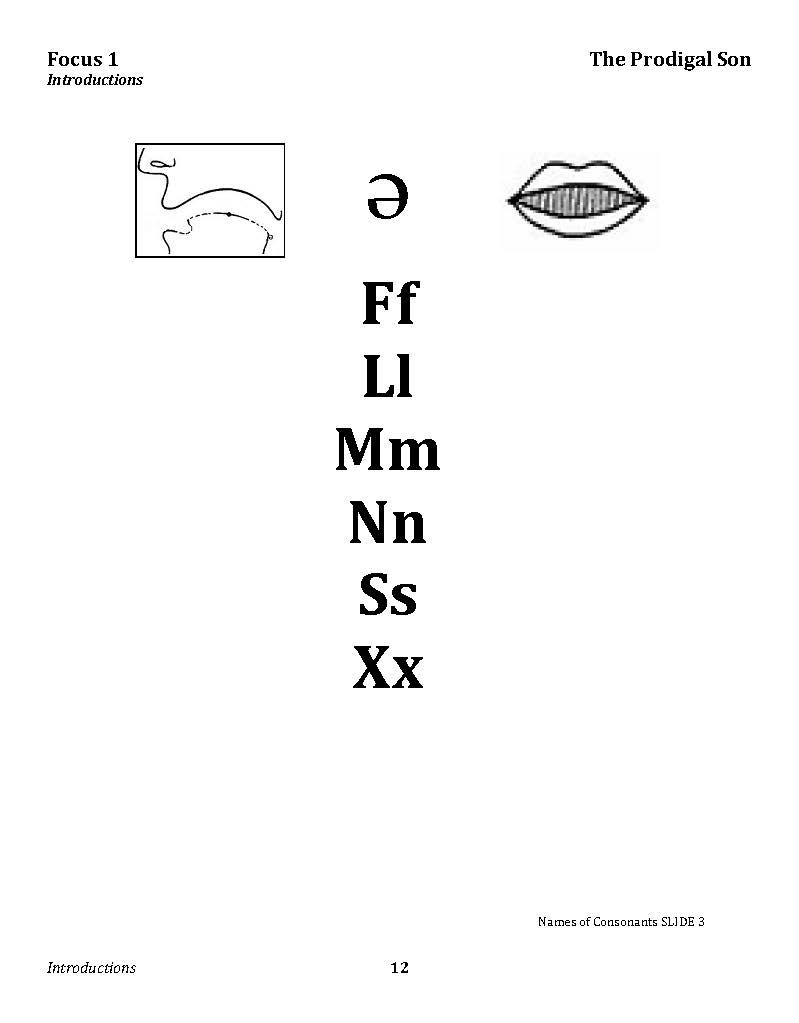 Focus 1
The Prodigal Son
Introductions
ə
Ff
Ll
Mm
Nn
Ss
Xx
Names of Consonants SLIDE 3
Introductions
12